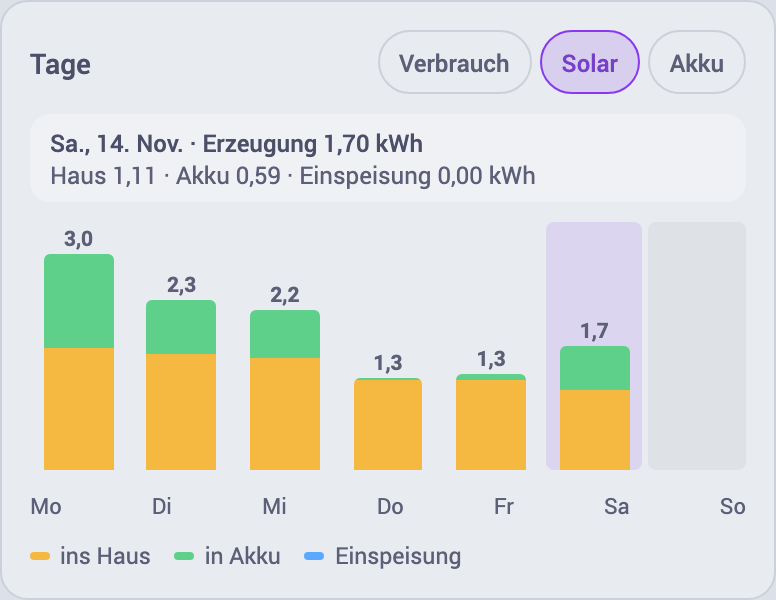 Tage
Verbrauch
Solar
Akku
Sa., 14. Nov. · Erzeugung 1,70 kWh
Haus 1,11 · Akku 0,59 · Einspeisung 0,00 kWh
3,0
2,3
2,2
1,3
1,3
1,7
Mo
Di
Mi
Do
Fr
Sa
So
ins Haus
in Akku
Einspeisung